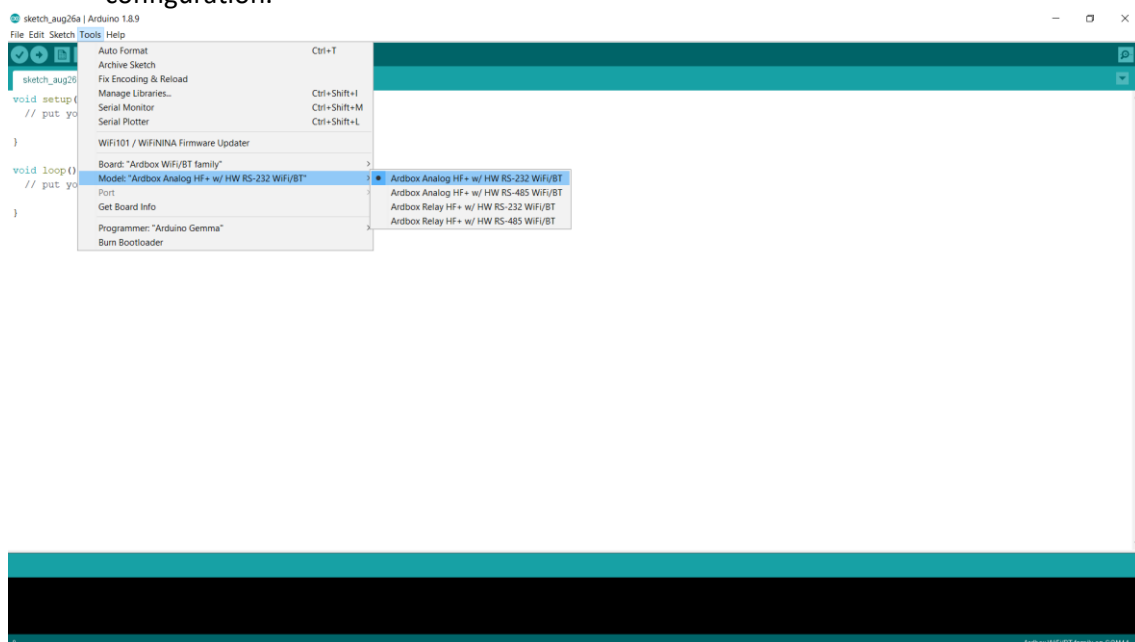 configuration.
sketch_aug26a | Arduino 1.8.9
File Edit Sketch Tools Help
sketch_aug26
void setup(
// put yo
}
void loop()
// put yo
}
Auto Format Ctrl+T
Archive Sketch
Fix Encoding & Reload
Manage Libraries... Ctrl+Shift+I
Serial Monitor Ctrl+Shift+M
Serial Plotter Ctrl+Shift+L
WiFi101 / WiFiNINA Firmware Updater
Board: "Ardbox WiFi/BT family"
Model: "Ardbox Analog HF+ w/ HW RS-232 WiFi/BT"
Port
Get Board Info
Programmer: "Arduino Gemma"
Burn Bootloader
Ardbox Analog HF+ w/ HW RS-232 WiFi/BT
Ardbox Analog HF+ w/ HW RS-485 WiFi/BT
Ardbox Relay HF+ w/ HW RS-232 WiFi/BT
Ardbox Relay HF+ w/ HW RS-485 WiFi/BT